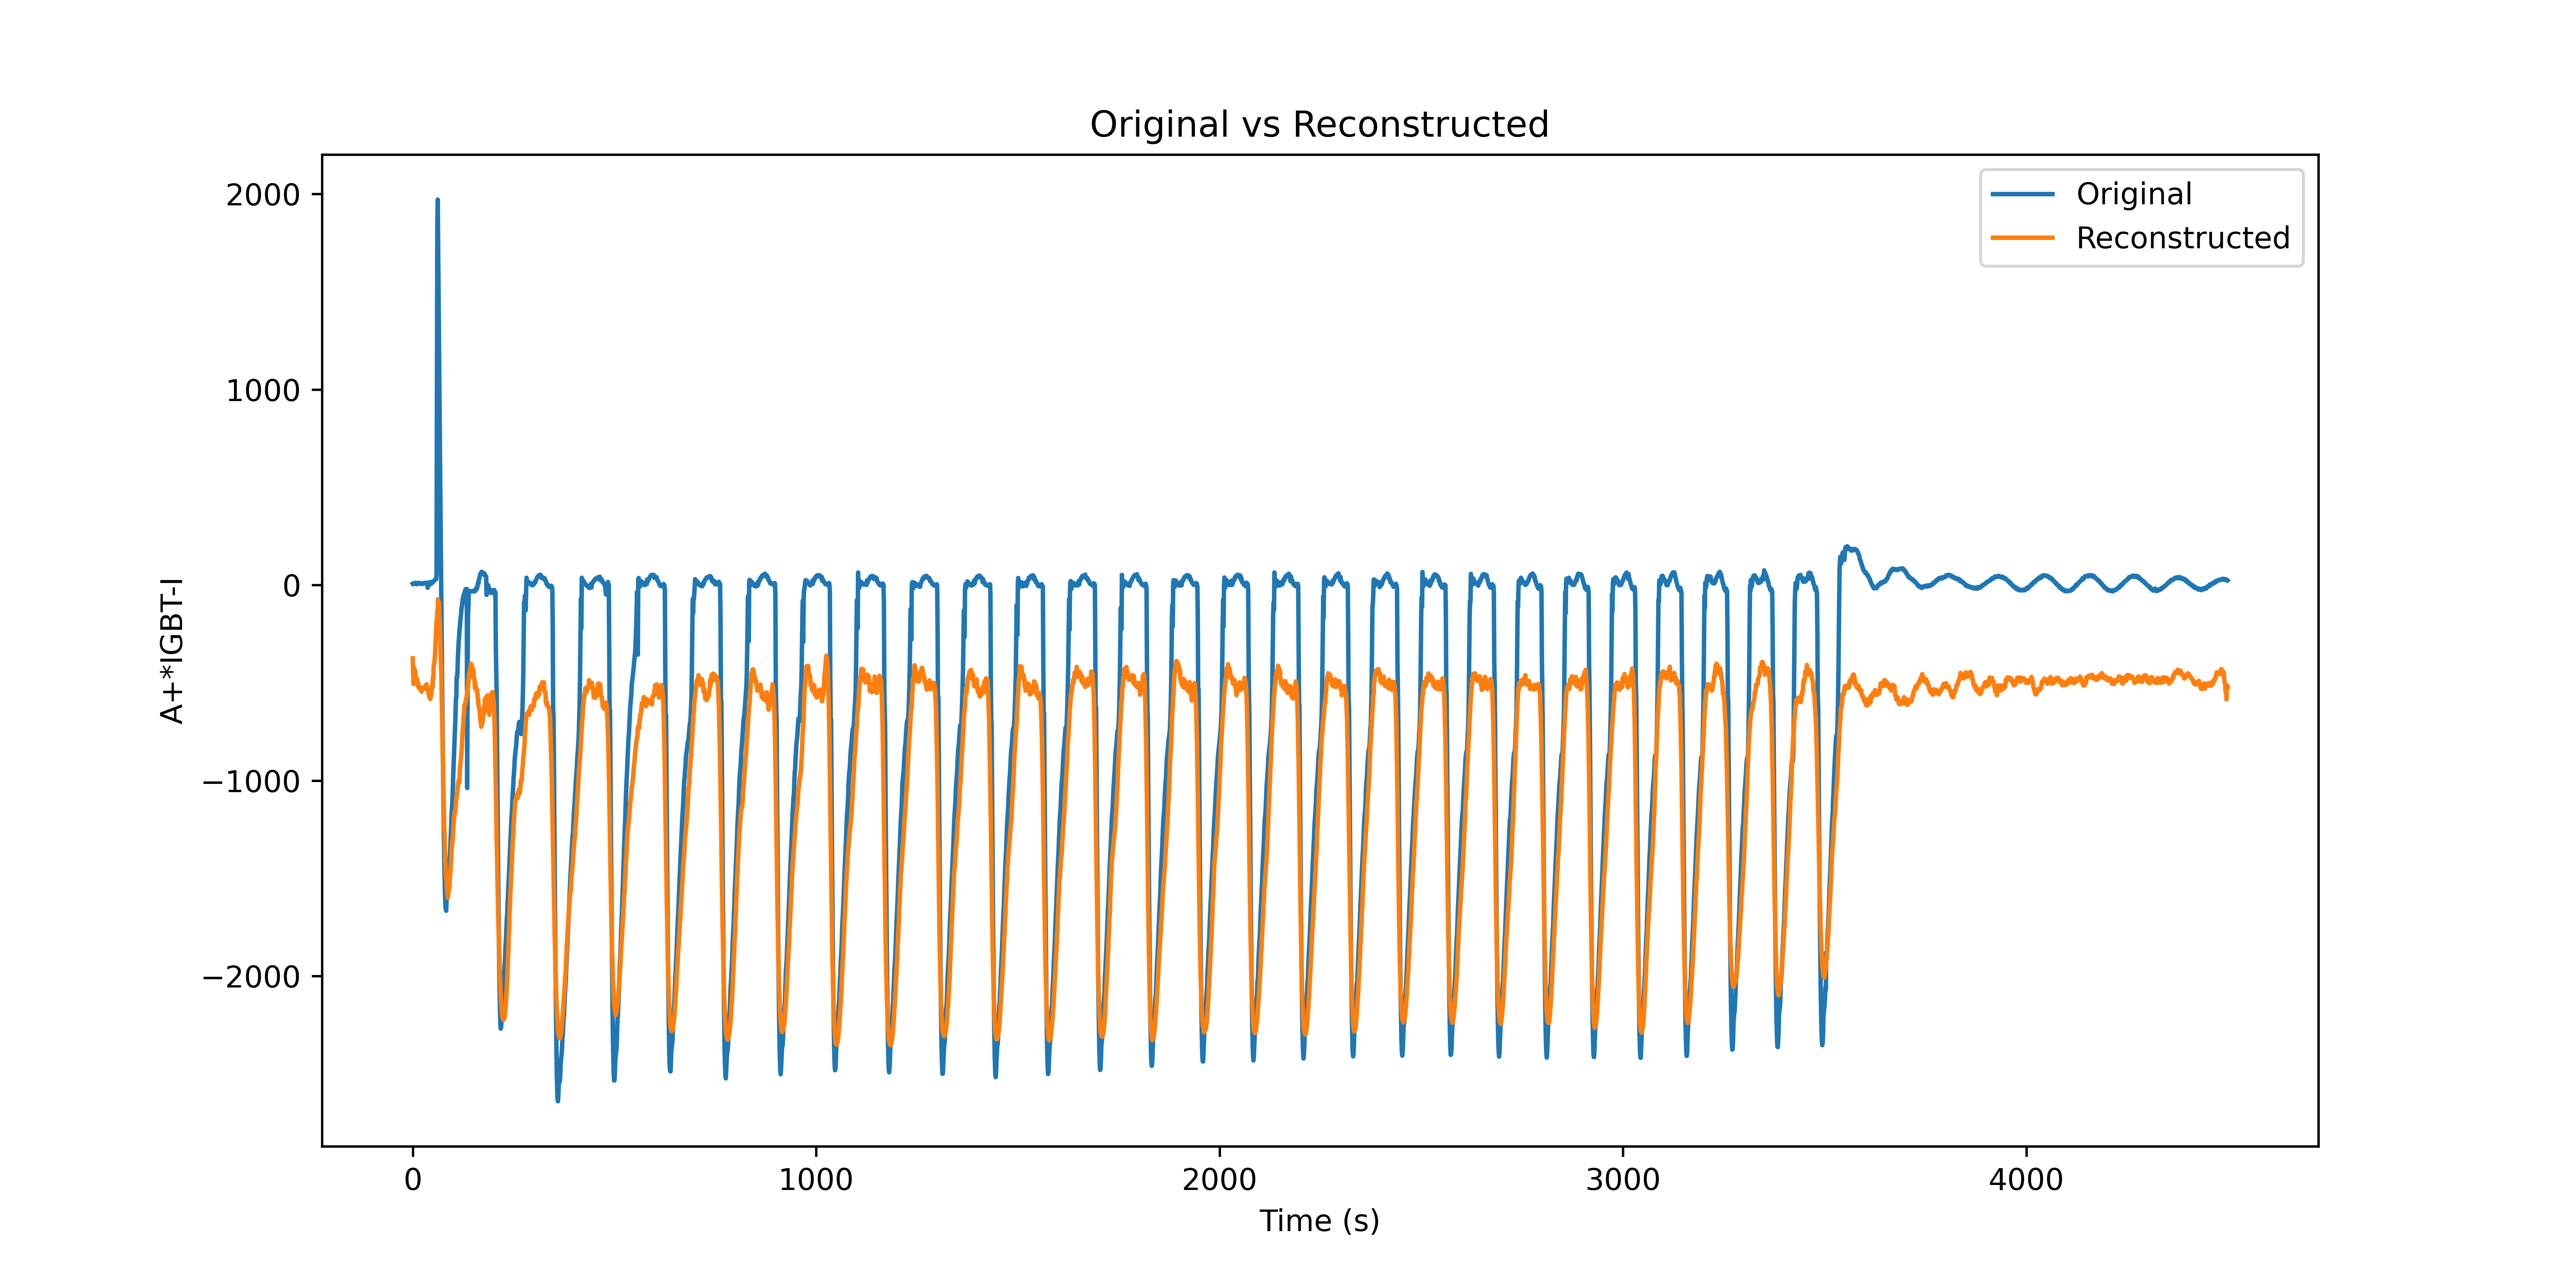 Original vs Reconstructed
Original
Reconstructed
2000
1000
0
−1000
−2000
A+*IGBT-I
0
1000
2000
3000
4000
Time (s)